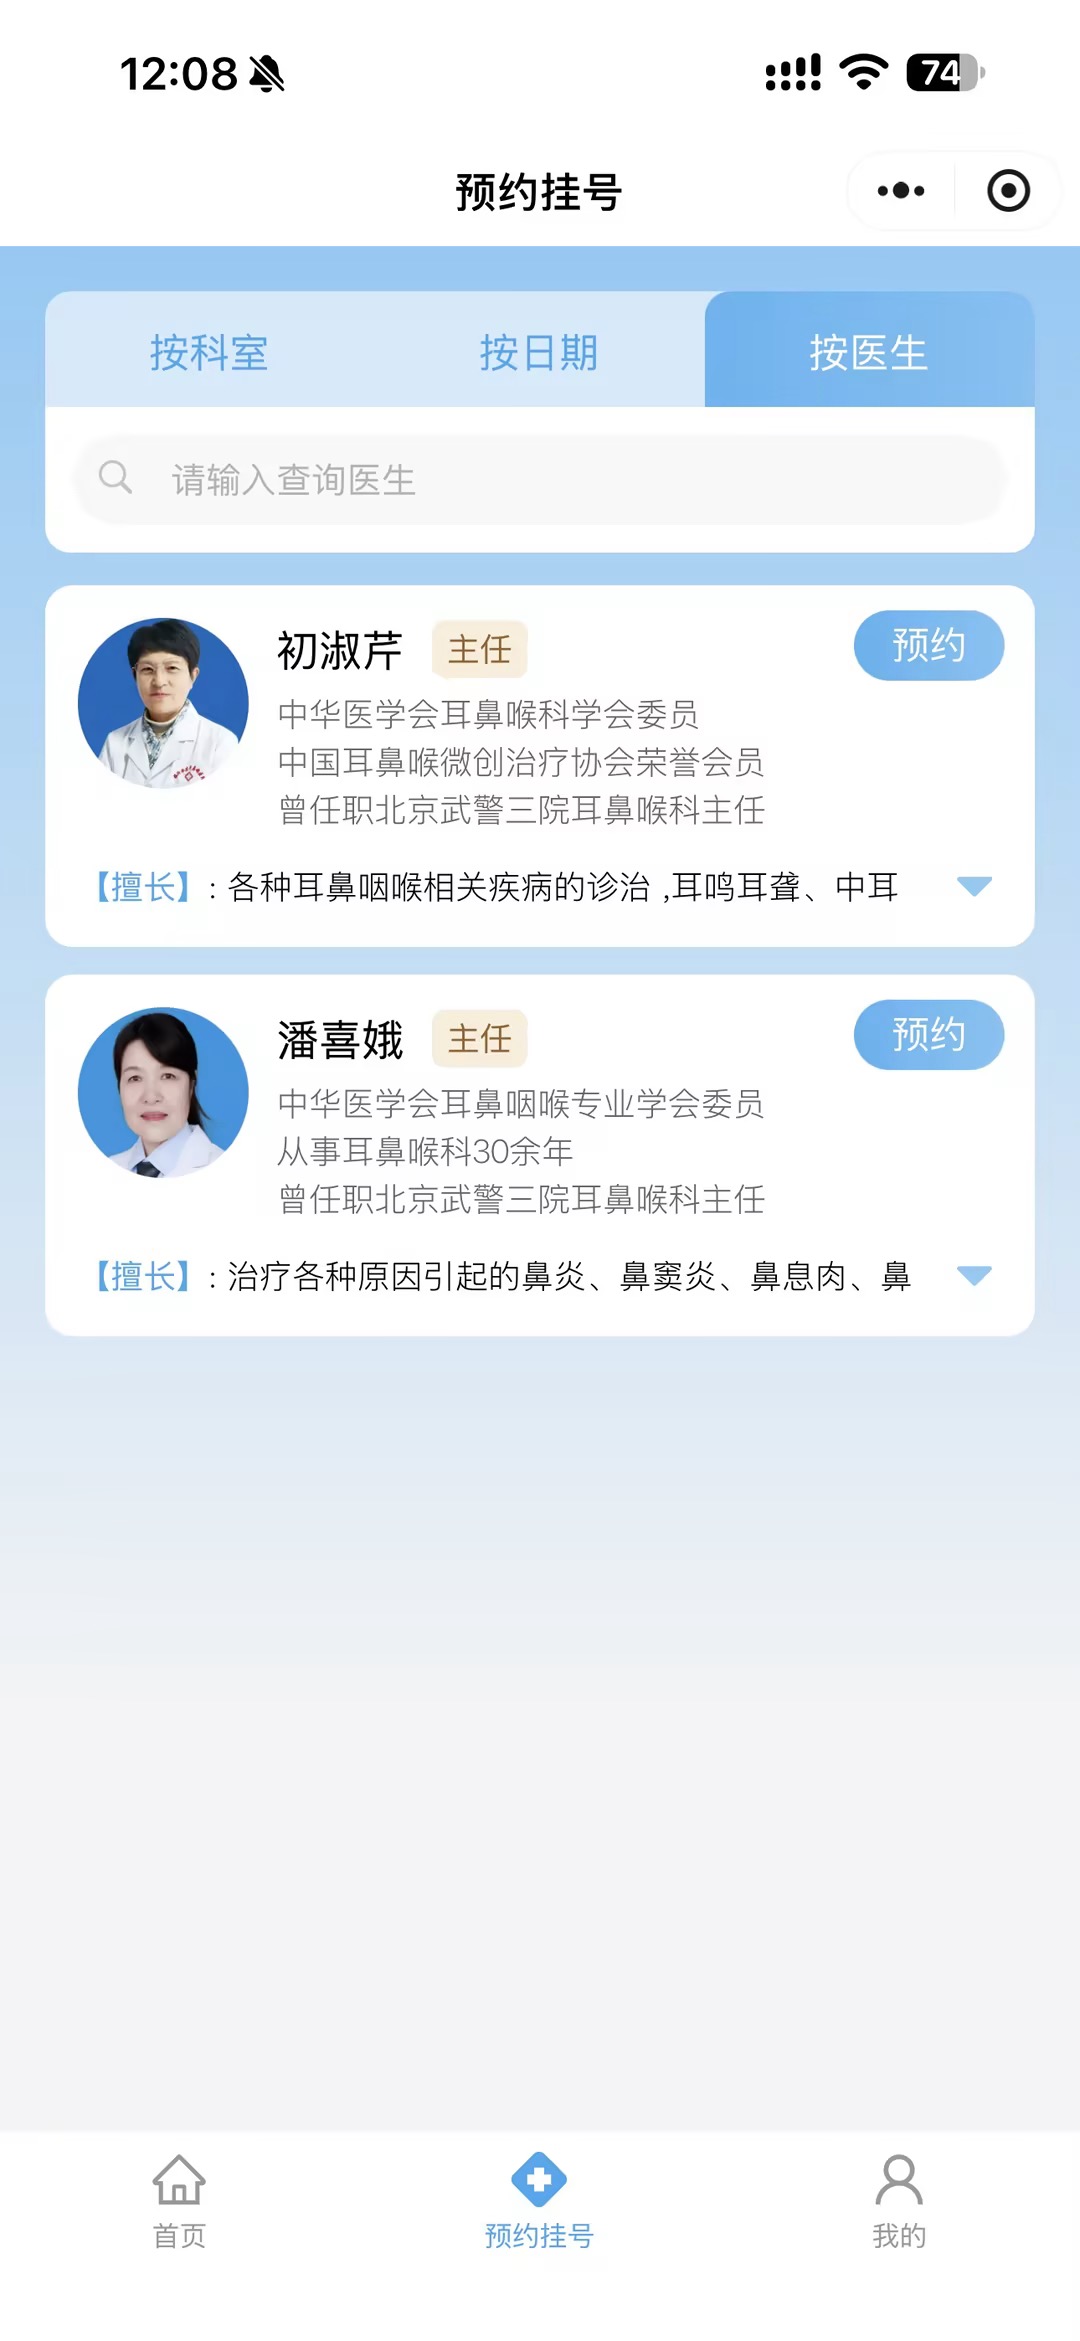 12:08
74
预约挂号
按科室
按日期
按医生
请输入查询医生
初淑芹
主任
预约
中华医学会耳鼻喉科学会委员
中国耳鼻喉微创治疗协会荣誉会员
曾任职北京武警三院耳鼻喉科主任
【擅长】: 各种耳鼻咽喉相关疾病的诊治 ,耳鸣耳聋、中耳
潘喜娥
主任
预约
中华医学会耳鼻咽喉专业学会委员
从事耳鼻喉科30余年
曾任职北京武警三院耳鼻喉科主任
【擅长】: 治疗各种原因引起的鼻炎、鼻窦炎、鼻息肉、鼻
首页
预约挂号
我的